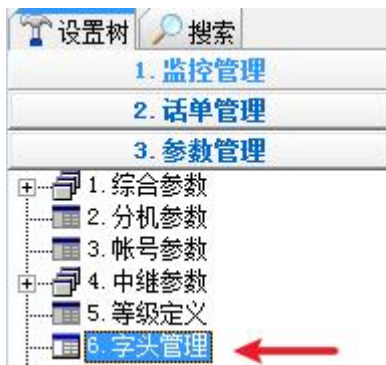 设置树 搜索
1.监控管理
2.话单管理
3.参数管理
1.综合参数
2.分机参数
3.帐号参数
4.中继参数
5.等级定义
6.字头管理